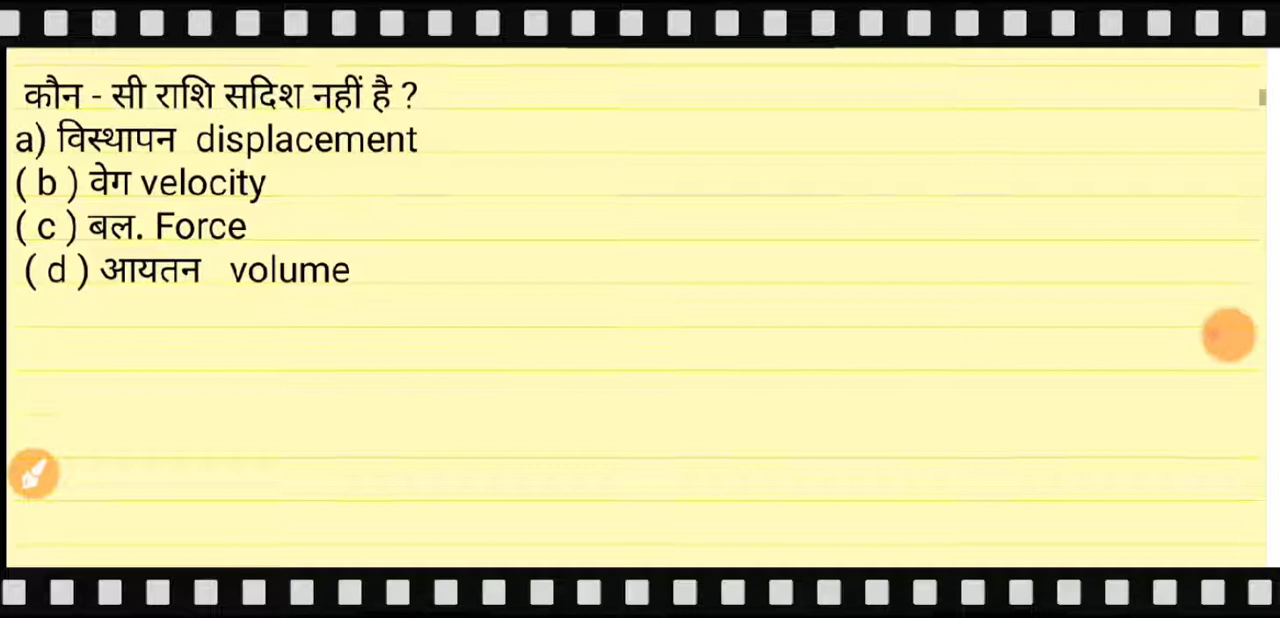 कौन - सी राशि सदिश नहीं है ?
a) विस्थापन displacement
( b ) वेग velocity
( c ) बल. Force
( d ) आयतन volume